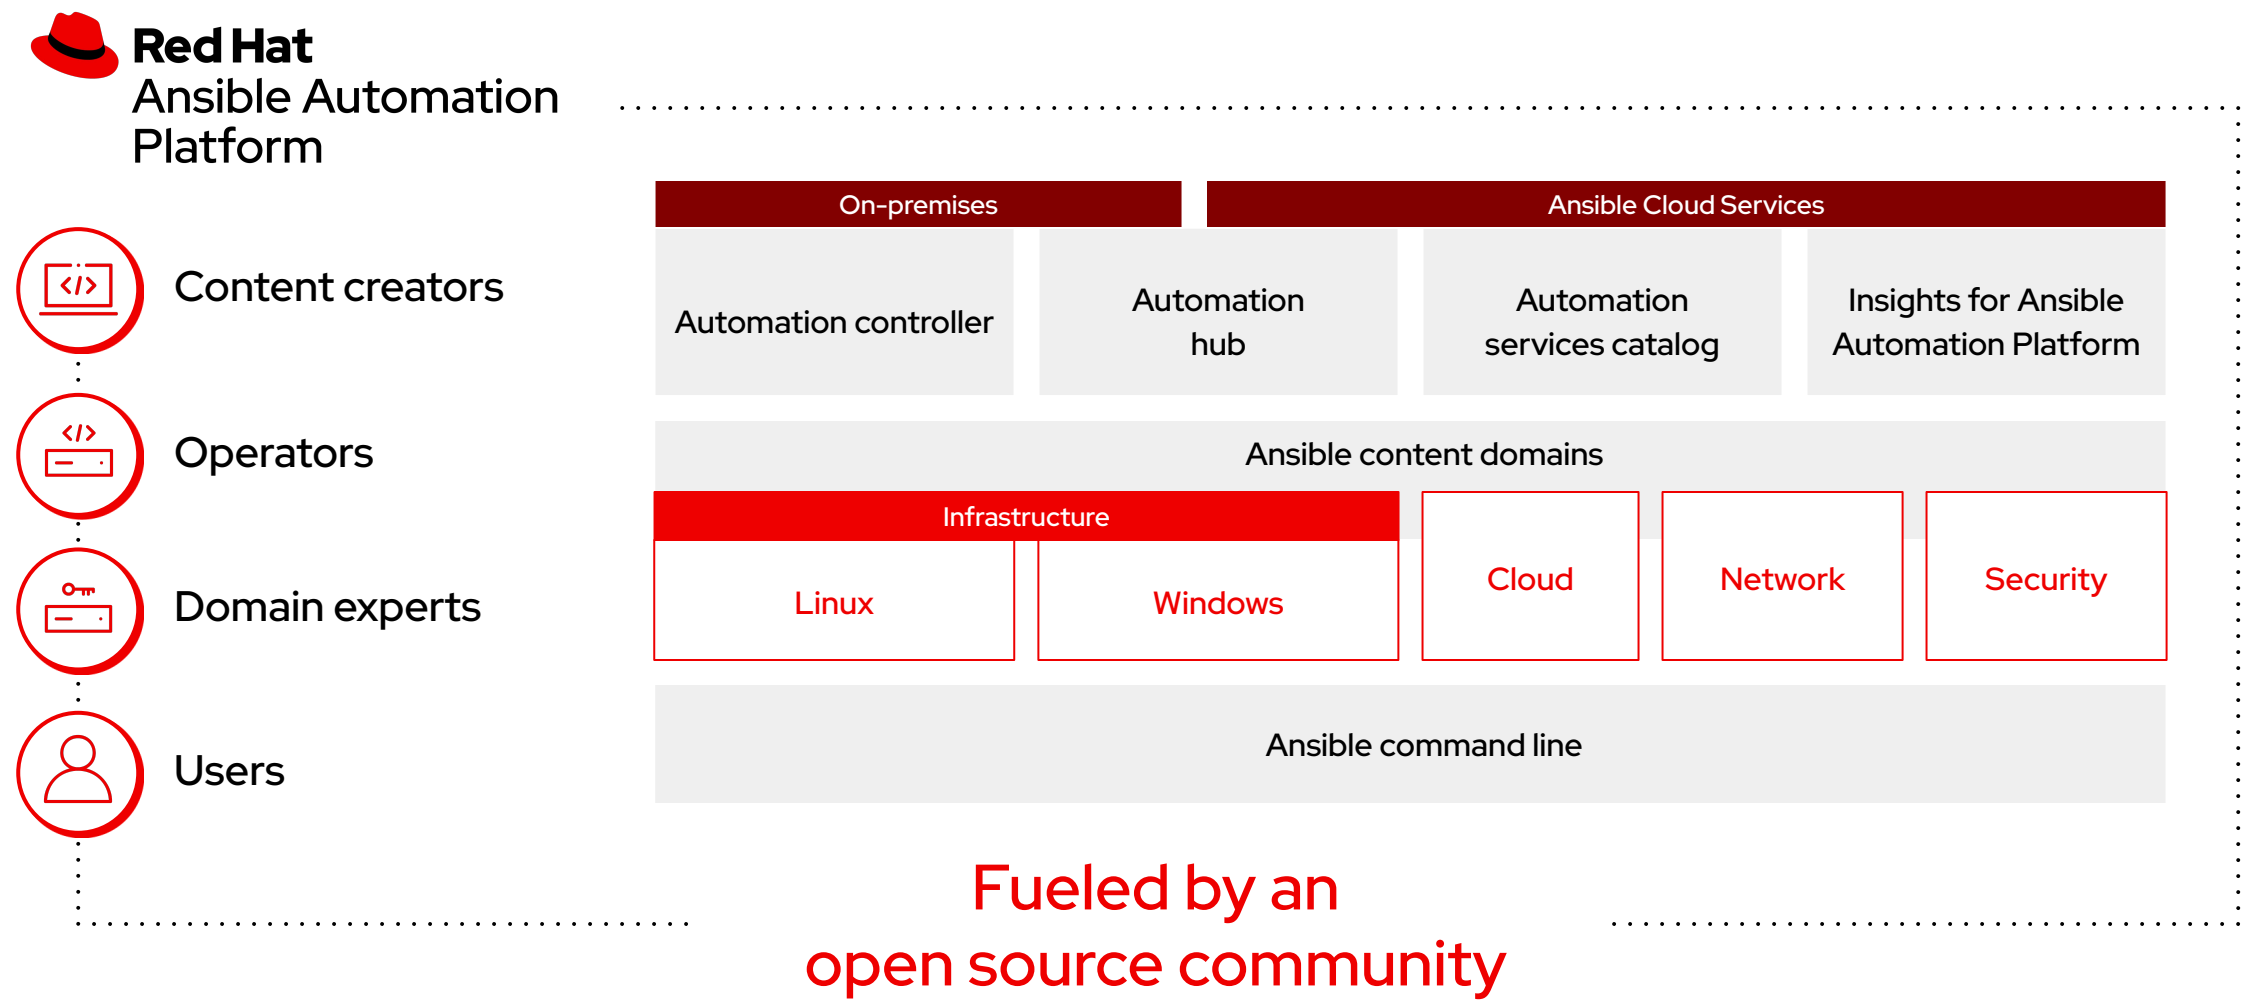 Red Hat
Ansible Automation
Platform
Content creators
Operators
Domain experts
Users
On-premises
Ansible Cloud Services
Automation controller
Automation
hub
Automation
services catalog
Insights for Ansible
Automation Platform
Ansible content domains
Infrastructure
Linux
Windows
Cloud
Network
Security
Ansible command line
Fueled by an
open source community